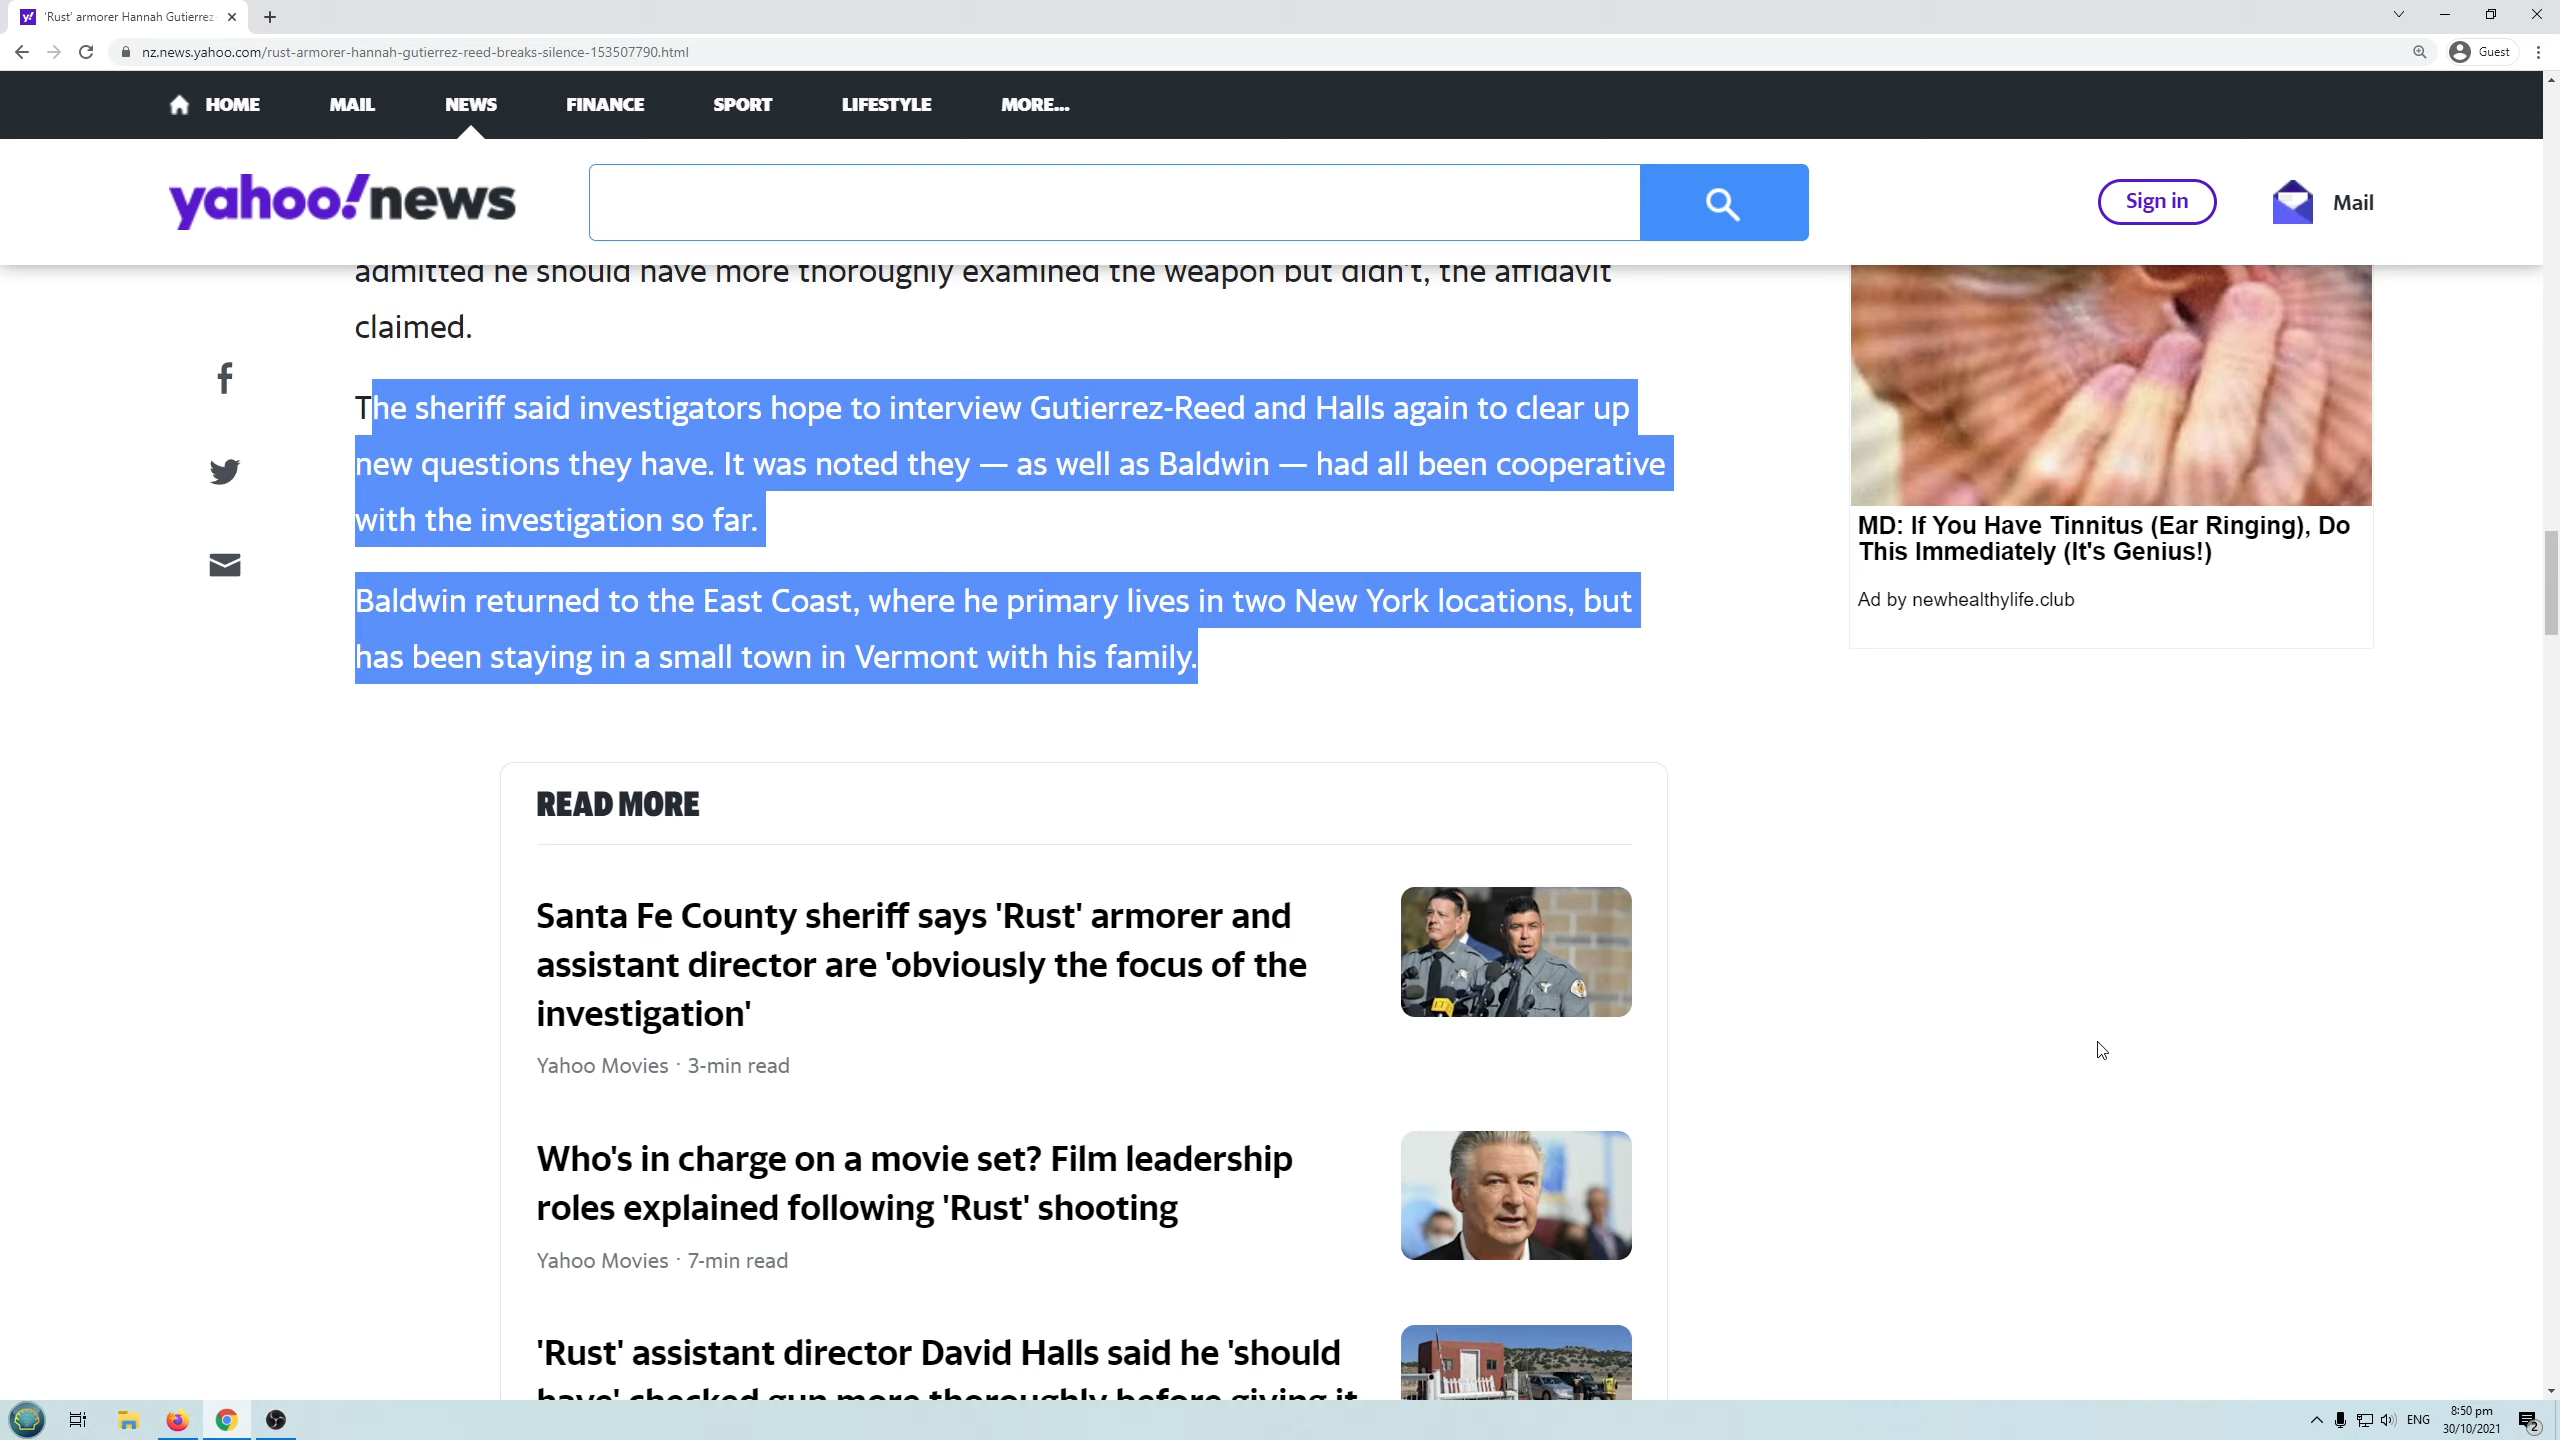 'Rust' armorer Hannah Gutierrez-
nz.news.yahoo.com/rust-armorer-hannah-gutierrez-reed-breaks-silence-153507790.html
Guest
HOME MAIL NEWS FINANCE SPORT LIFESTYLE MORE...
yahoo!news
Sign in
Mail
admitted he should have more thoroughly examined the weapon but didn't, the affidavit
claimed.
The sheriff said investigators hope to interview Gutierrez-Reed and Halls again to clear up
new questions they have. It was noted they — as well as Baldwin — had all been cooperative
with the investigation so far.
Baldwin returned to the East Coast, where he primary lives in two New York locations, but
has been staying in a small town in Vermont with his family.
MD: If You Have Tinnitus (Ear Ringing), Do
This Immediately (It's Genius!)
Ad by newhealthylife.club
READ MORE
Santa Fe County sheriff says 'Rust' armorer and
assistant director are 'obviously the focus of the
investigation'
Yahoo Movies · 3-min read
Who's in charge on a movie set? Film leadership
roles explained following 'Rust' shooting
Yahoo Movies · 7-min read
'Rust' assistant director David Halls said he 'should
have' checked gun more thoroughly before giving it
ENG
8:50 pm
30/10/2021
2